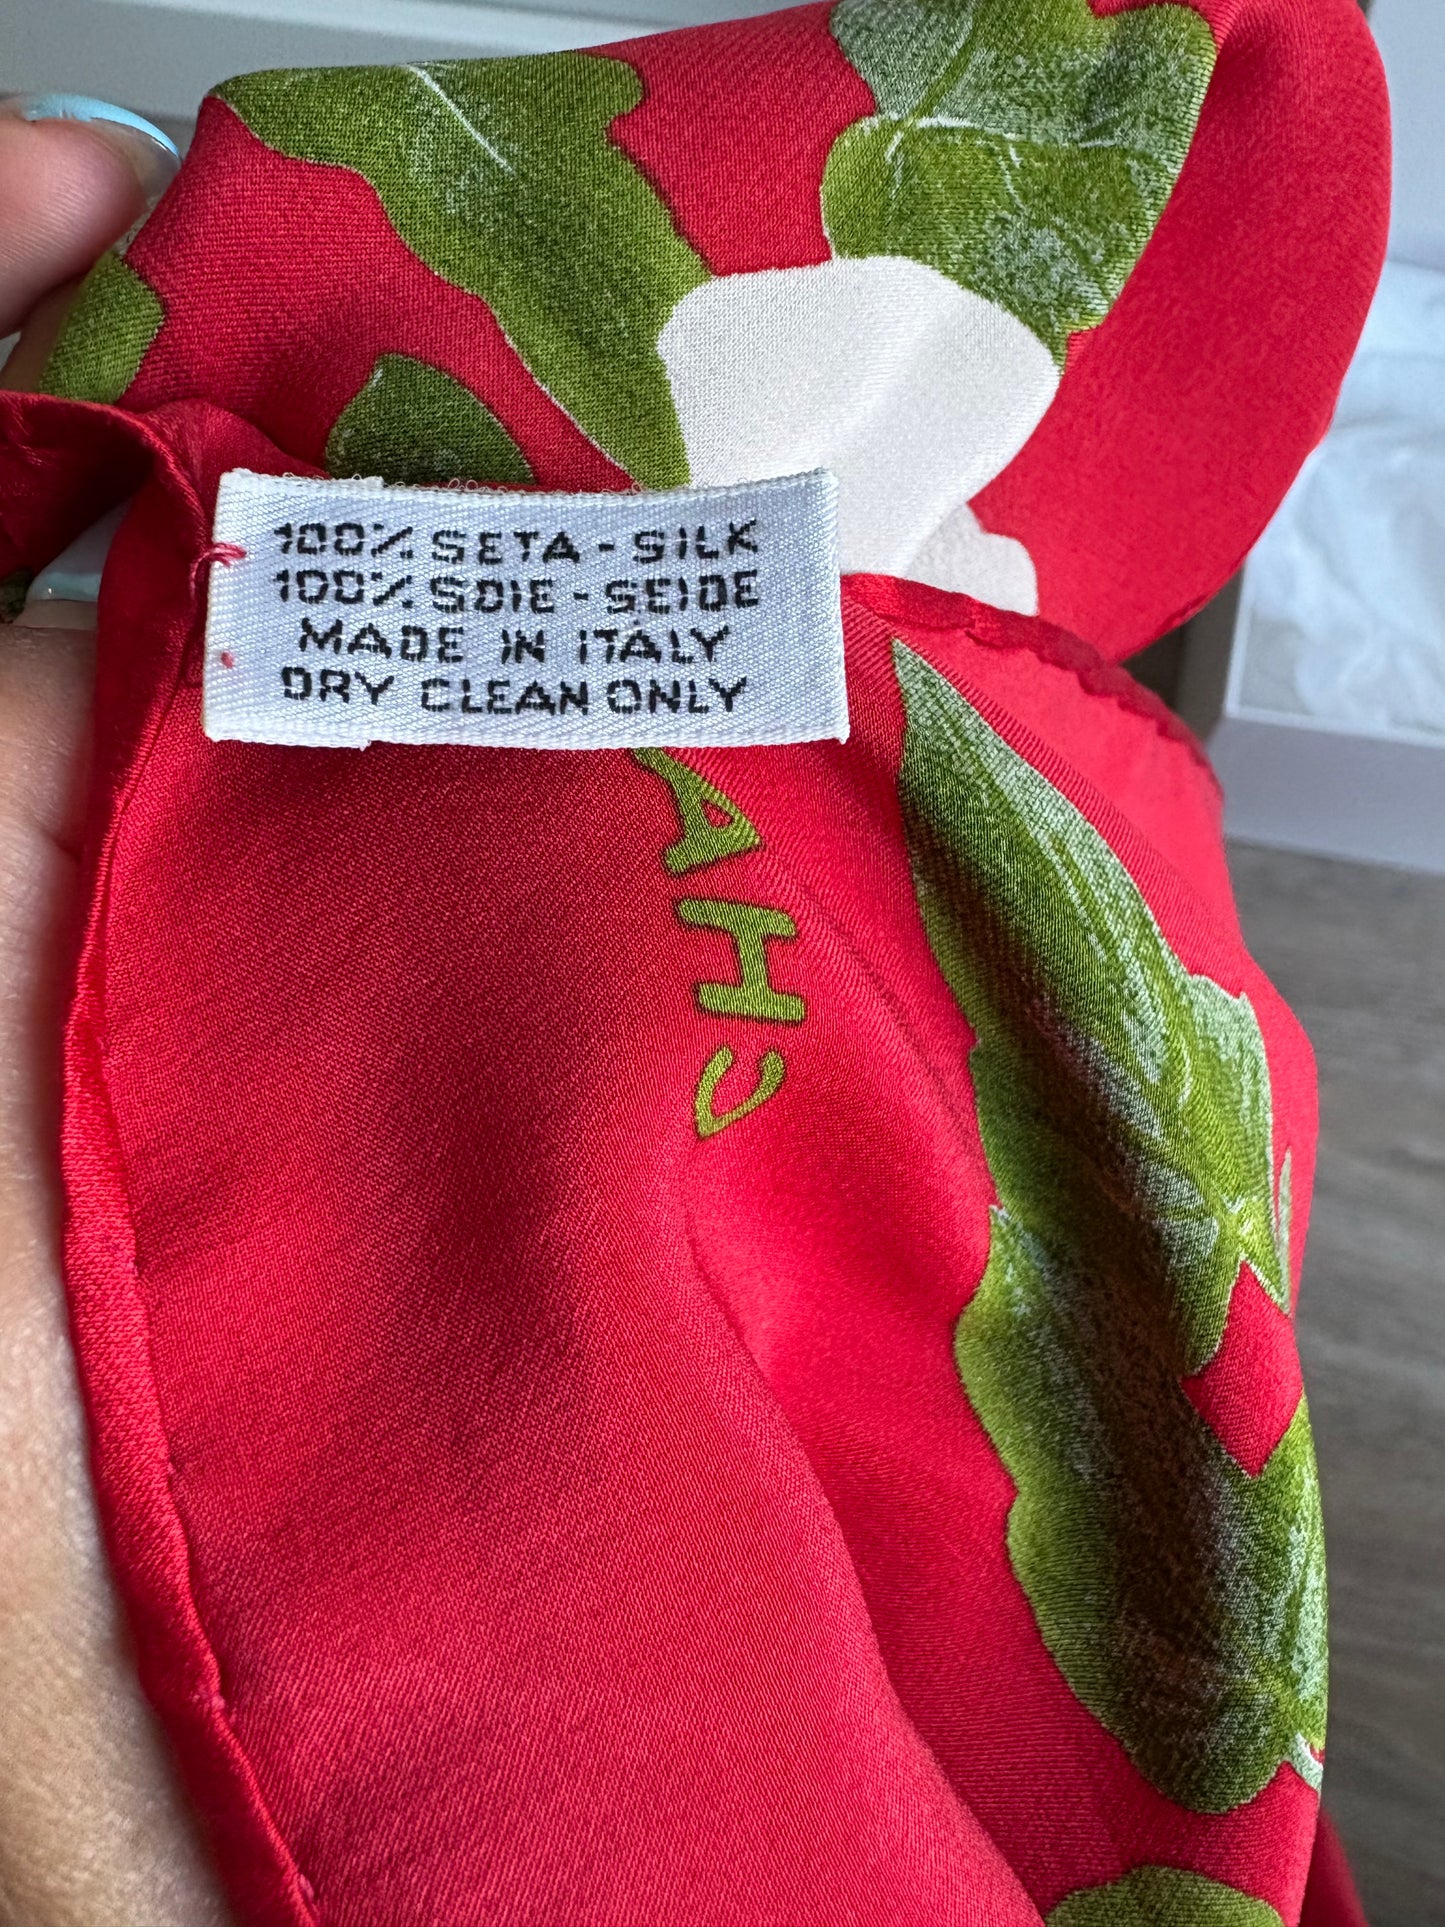 100% SETA - SILK
100% SOIE - SEIDE
MADE IN ITALY
DRY CLEAN ONLY